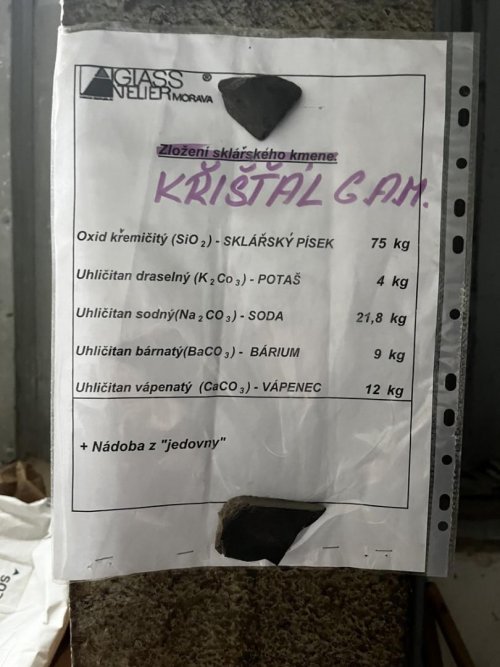 GLASS ®
ATELIER MORAVA
Zložení sklářského kmene:
KŘIŠŤÁL GAM.
Oxid křemičitý (SiO₂) - SKLÁŘSKÝ PÍSEK 75 kg
Uhličitan draselný (K₂Co₃) - POTAŠ 4 kg
Uhličitan sodný(Na₂CO₃) - SODA 21,8 kg
Uhličitan bárnatý(BaCO₃) - BÁRIUM 9 kg
Uhličitan vápenatý (CaCO₃) - VÁPENEC 12 kg
+ Nádoba z "jedovny"